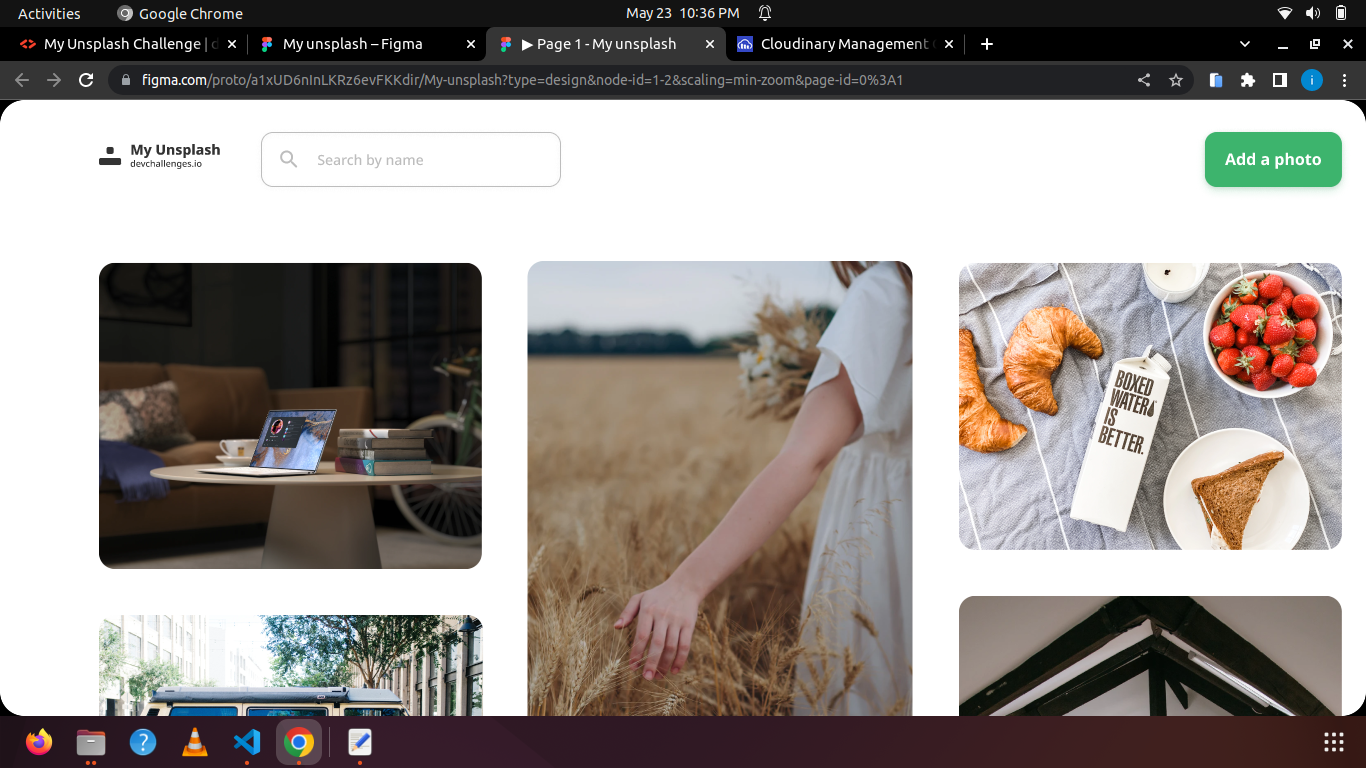 Activities
Google Chrome
May 23 10:36 PM
My Unsplash Challenge | d
My unsplash – Figma
▶ Page 1 - My unsplash
Cloudinary Management
figma.com/proto/a1xUD6nInLKRz6evFKKdir/My-unsplash?type=design&node-id=1-2&scaling=min-zoom&page-id=0%3A1
i
My Unsplash
devchallenges.io
Search by name
Add a photo
BOXED
WATER
IS
BETTER.